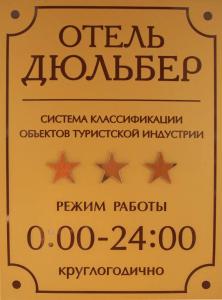 ОТЕЛЬ
ДЮЛЬБЕР
СИСТЕМА КЛАССИФИКАЦИИ
ОБЪЕКТОВ ТУРИСТСКОЙ ИНДУСТРИИ
РЕЖИМ РАБОТЫ
0:00-24:00
круглогодично